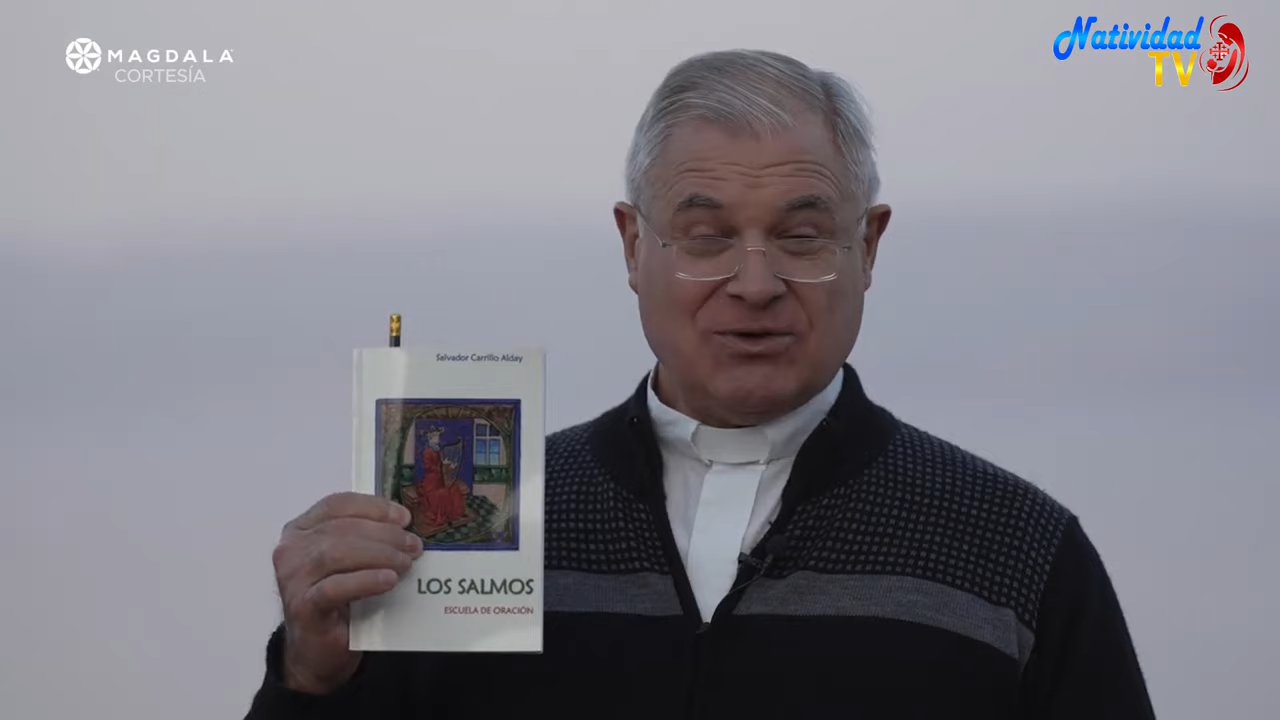 MAGDALA
CORTESÍA
Natividad
TV
Salvador Carrillo Alday
LOS SALMOS
ESCUELA DE ORACIÓN